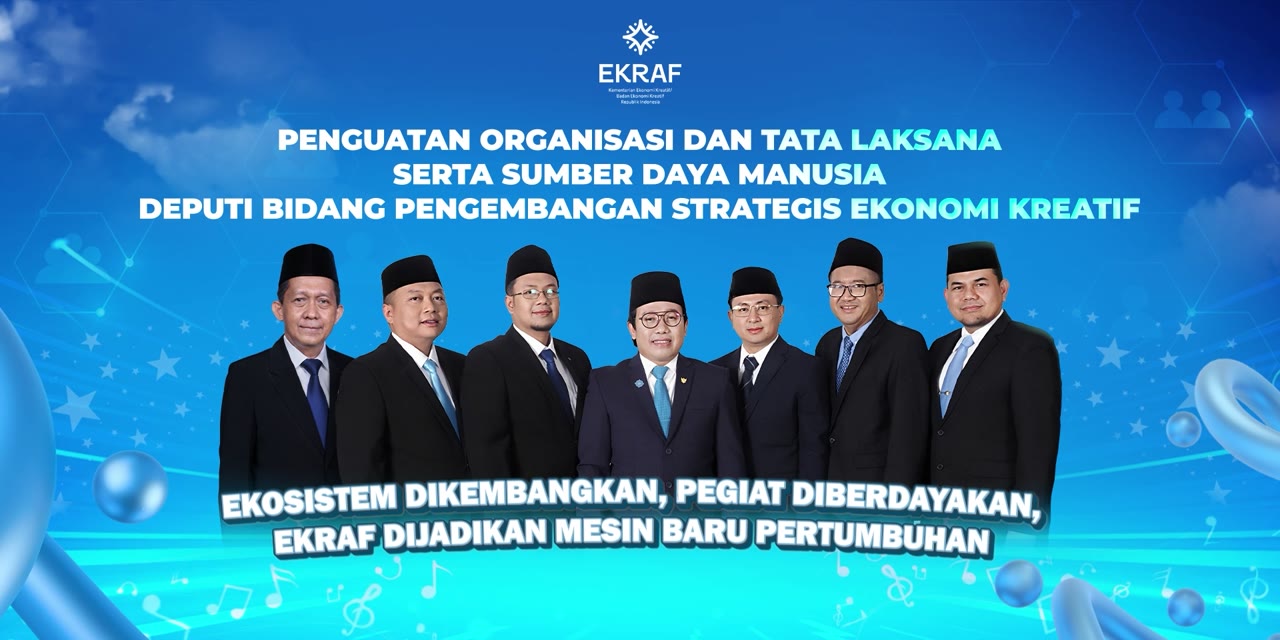 EKRAF
Kementerian Ekonomi Kreatif/
Badan Ekonomi Kreatif
Republik Indonesia
PENGUATAN ORGANISASI DAN TATA LAKSANA
SERTA SUMBER DAYA MANUSIA
DEPUTI BIDANG PENGEMBANGAN STRATEGIS EKONOMI KREATIF
EKOSISTEM DIKEMBANGKAN, PEGIAT DIBERDAYAKAN,
EKRAF DIJADIKAN MESIN BARU PERTUMBUHAN